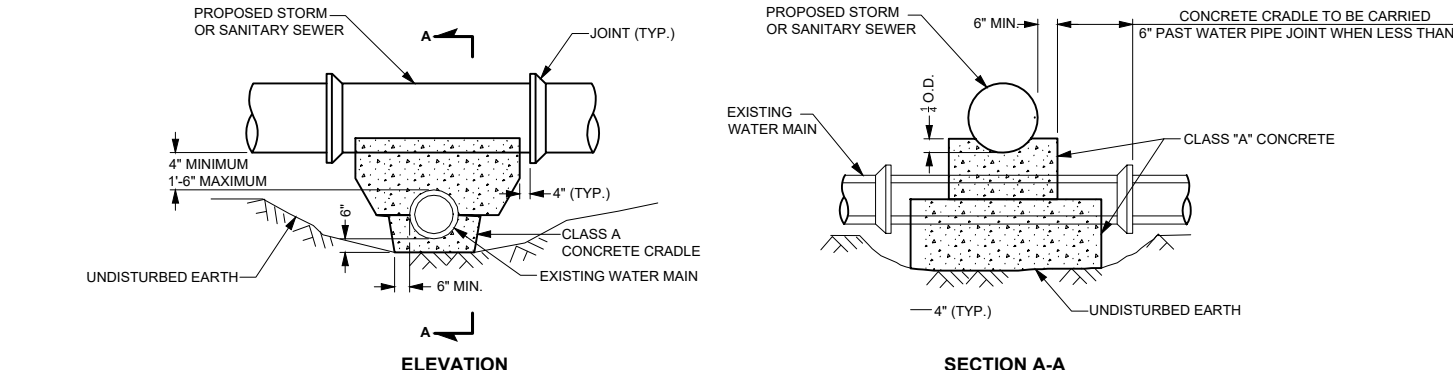 PROPOSED STORM
OR SANITARY SEWER
A
JOINT (TYP.)
4" MINIMUM
1'-6" MAXIMUM
6"
4" (TYP.)
CLASS A
CONCRETE CRADLE
UNDISTURBED EARTH
EXISTING WATER MAIN
6" MIN.
A
ELEVATION
PROPOSED STORM
OR SANITARY SEWER
6" MIN.
CONCRETE CRADLE TO BE CARRIED
6" PAST WATER PIPE JOINT WHEN LESS THAN
1/4 O.D.
EXISTING
WATER MAIN
CLASS "A" CONCRETE
4" (TYP.)
UNDISTURBED EARTH
SECTION A-A